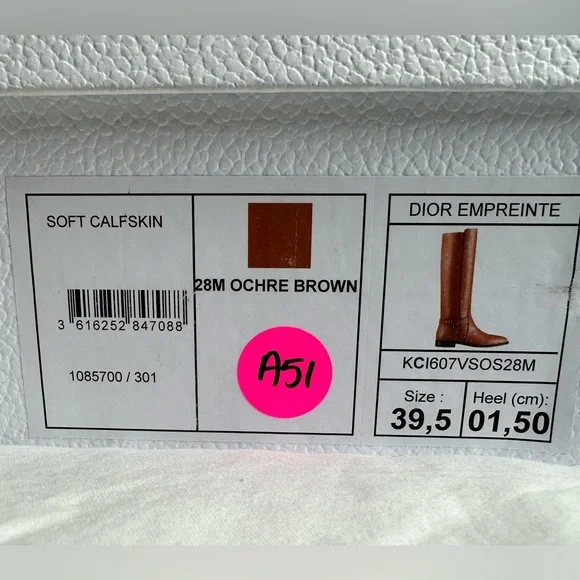 SOFT CALFSKIN
3 616252 847088
1085700 / 301
28M OCHRE BROWN
A51
DIOR EMPREINTE
KCI607VSOS28M
Size :
39,5
Heel (cm):
01,50